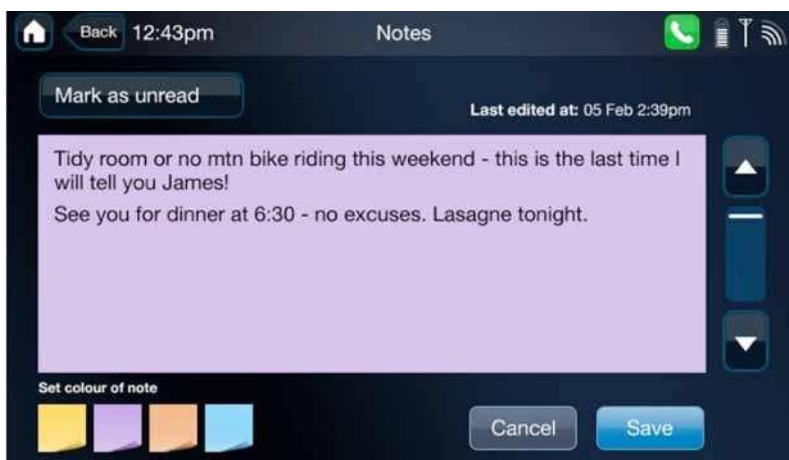 Back 12:43pm Notes
Mark as unread
Last edited at: 05 Feb 2:39pm
Tidy room or no mtn bike riding this weekend - this is the last time I
will tell you James!
See you for dinner at 6:30 - no excuses. Lasagne tonight.
Set colour of note
Cancel Save